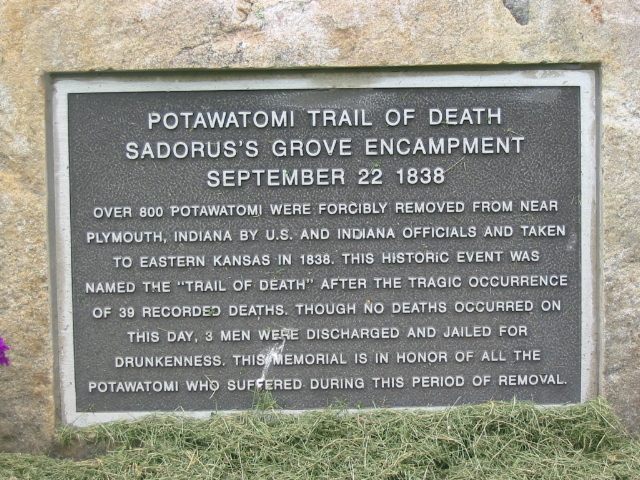 POTAWATOMI TRAIL OF DEATH
SADORUS'S GROVE ENCAMPMENT
SEPTEMBER 22 1838
OVER 800 POTAWATOMI WERE FORCIBLY REMOVED FROM NEAR
PLYMOUTH, INDIANA BY U.S. AND INDIANA OFFICIALS AND TAKEN
TO EASTERN KANSAS IN 1838. THIS HISTORIC EVENT WAS
NAMED THE "TRAIL OF DEATH" AFTER THE TRAGIC OCCURRENCE
OF 39 RECORDED DEATHS. THOUGH NO DEATHS OCCURRED ON
THIS DAY, 3 MEN WERE DISCHARGED AND JAILED FOR
DRUNKENNESS. THIS MEMORIAL IS IN HONOR OF ALL THE
POTAWATOMI WHO SUFFERED DURING THIS PERIOD OF REMOVAL.